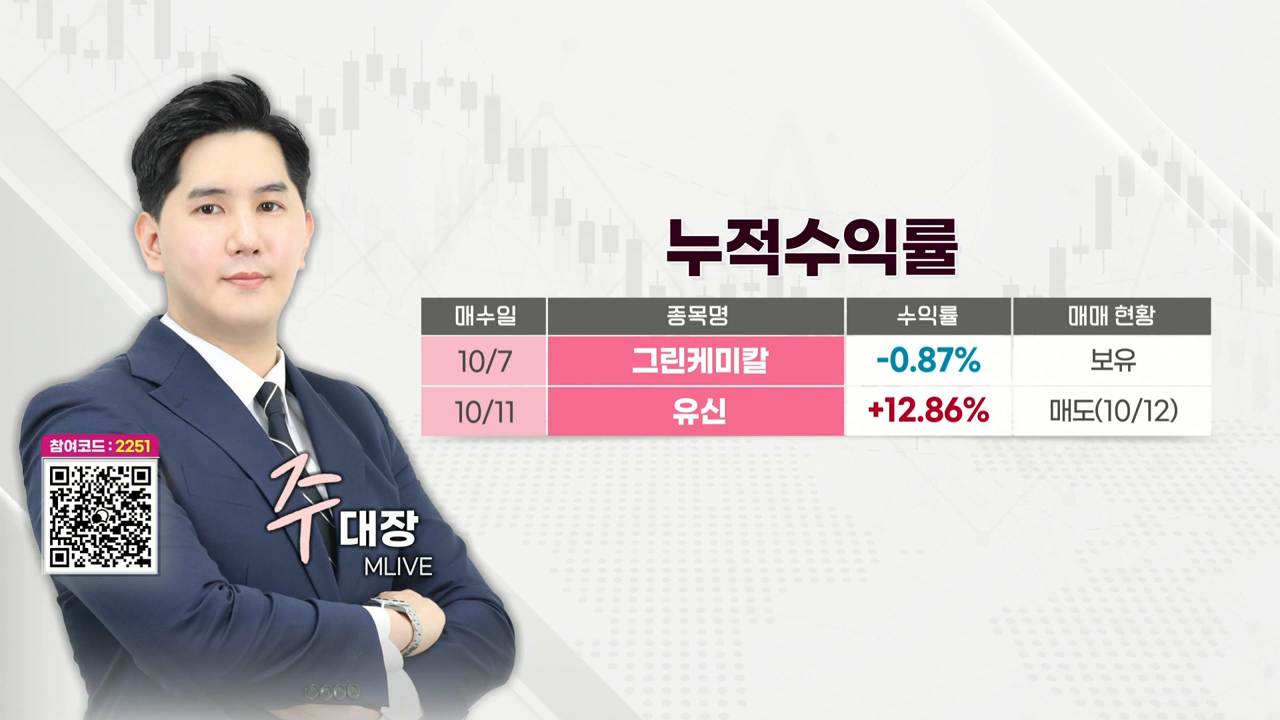 누적수익률
매수일 종목명 수익률 매매 현황
10/7 그린케미칼 -0.87% 보유
10/11 유신 +12.86% 매도(10/12)
참여코드 : 2251
주대장
MLIVE